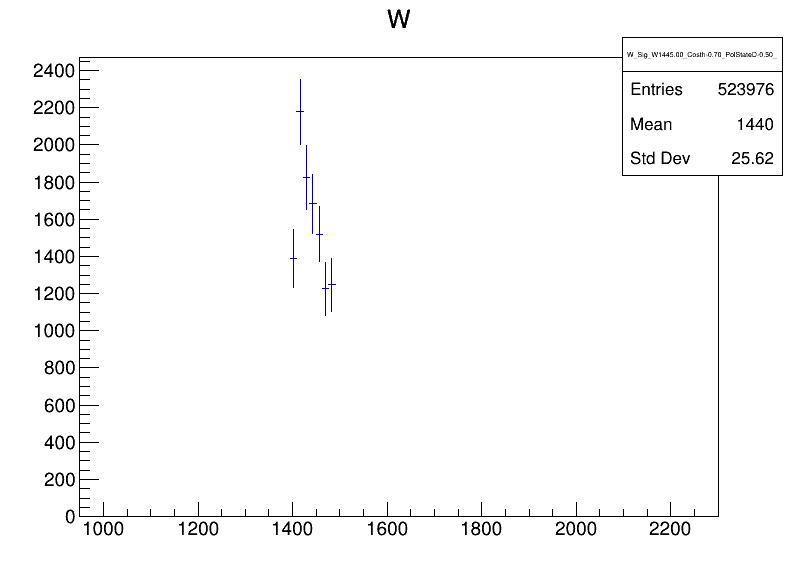 W
W_Sig_W1445.00_Costh-0.70_PolStateD-0.50_
Entries 523976
Mean 1440
Std Dev 25.62
2400
2200
2000
1800
1600
1400
1200
1000
800
600
400
200
0
1000 1200 1400 1600 1800 2000 2200